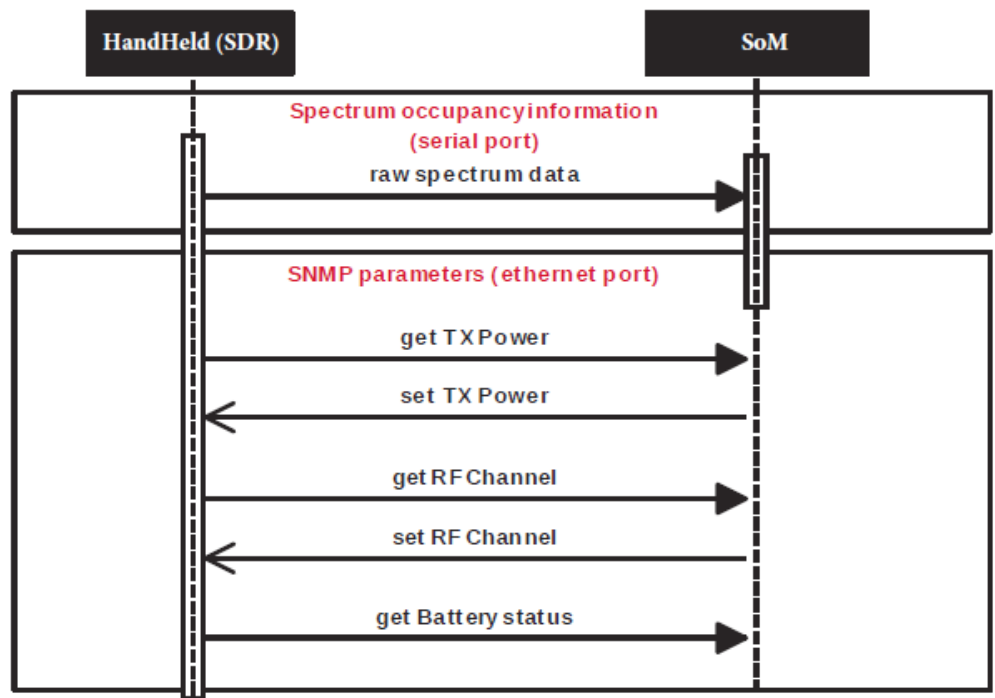 HandHeld (SDR)
SoM
Spectrum occupancy information
(serial port)
raw spectrum data
SNMP parameters (ethernet port)
get TX Power
set TX Power
get RF Channel
set RF Channel
get Battery status